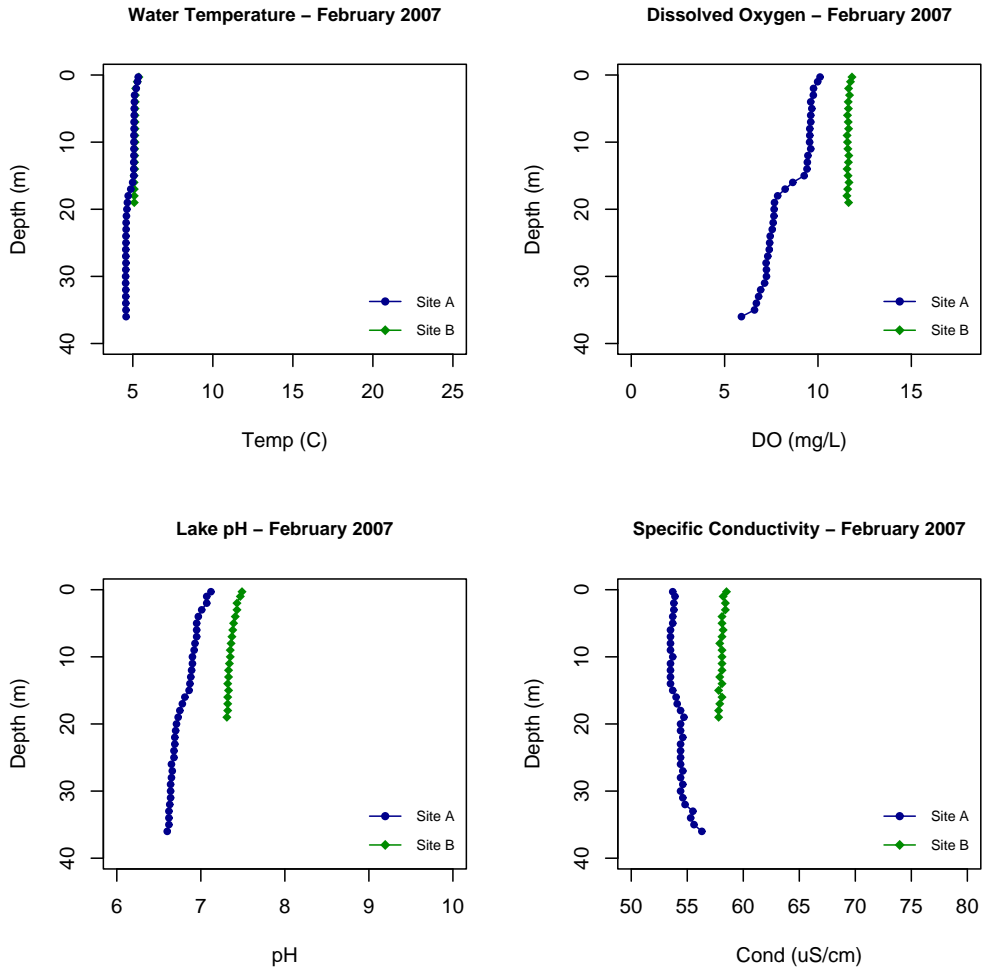 Water Temperature – February 2007
0
10
20
30
40
Depth (m)
5 10 15 20 25
Temp (C)
Site A
Site B
Dissolved Oxygen – February 2007
0
10
20
30
40
Depth (m)
0 5 10 15
DO (mg/L)
Site A
Site B
Lake pH – February 2007
0
10
20
30
40
Depth (m)
6 7 8 9 10
pH
Site A
Site B
Specific Conductivity – February 2007
0
10
20
30
40
Depth (m)
50 55 60 65 70 75 80
Cond (uS/cm)
Site A
Site B